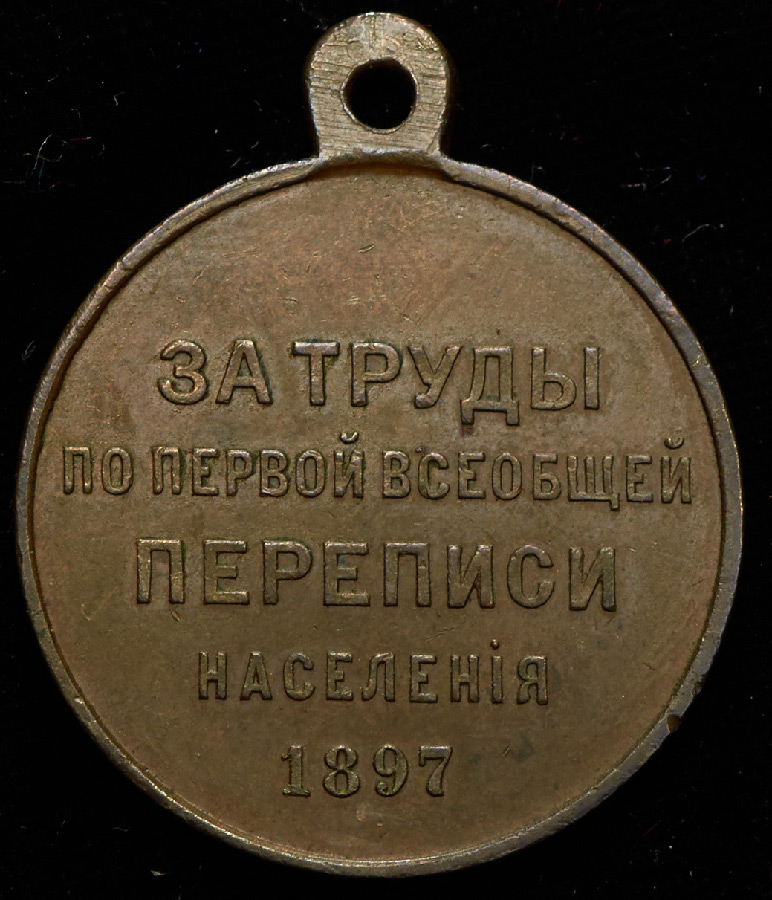 ЗА ТРУДЫ
ПО ПЕРВОЙ ВСЕОБЩЕЙ
ПЕРЕПИСИ
НАСЕЛЕНІЯ
1897